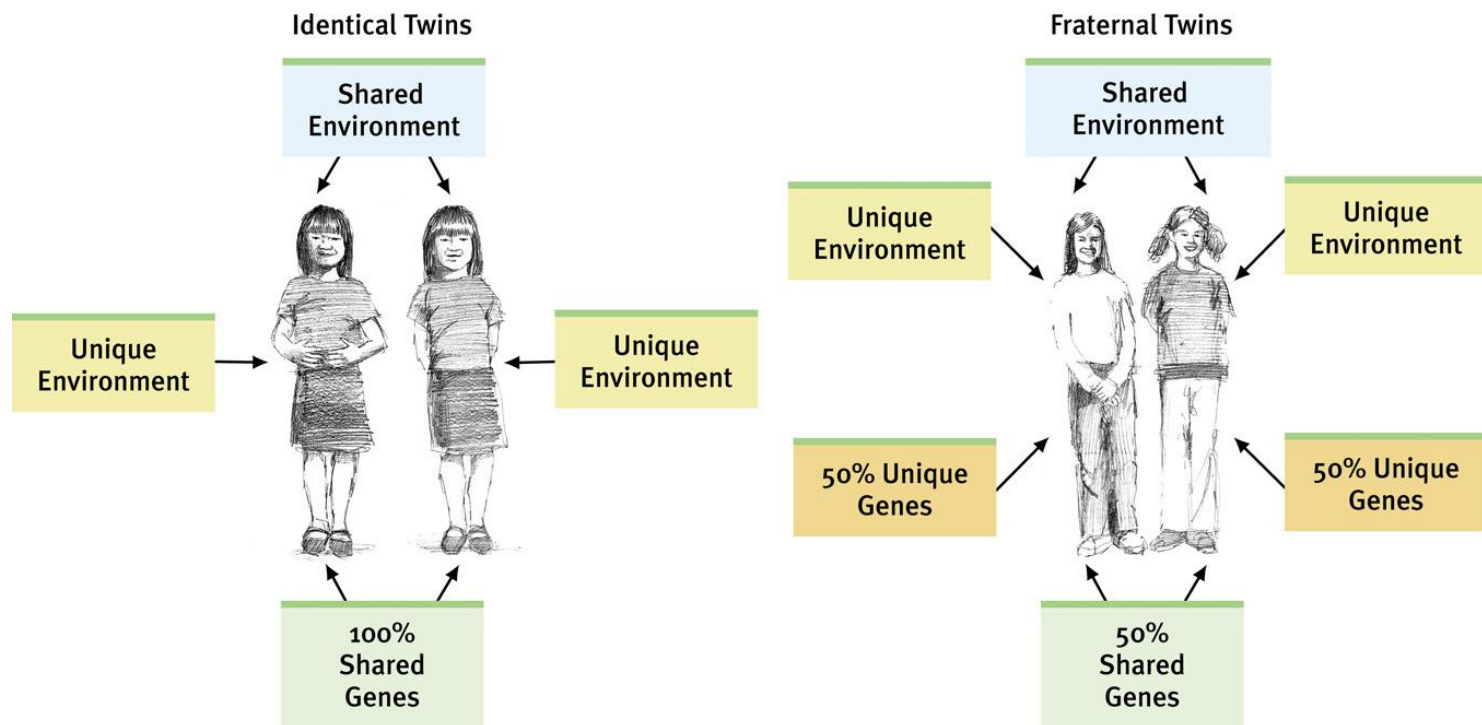 Identical Twins
Shared
Environment
Unique
Environment
Unique
Environment
100%
Shared
Genes
Fraternal Twins
Shared
Environment
Unique
Environment
Unique
Environment
50% Unique
Genes
50% Unique
Genes
50%
Shared
Genes